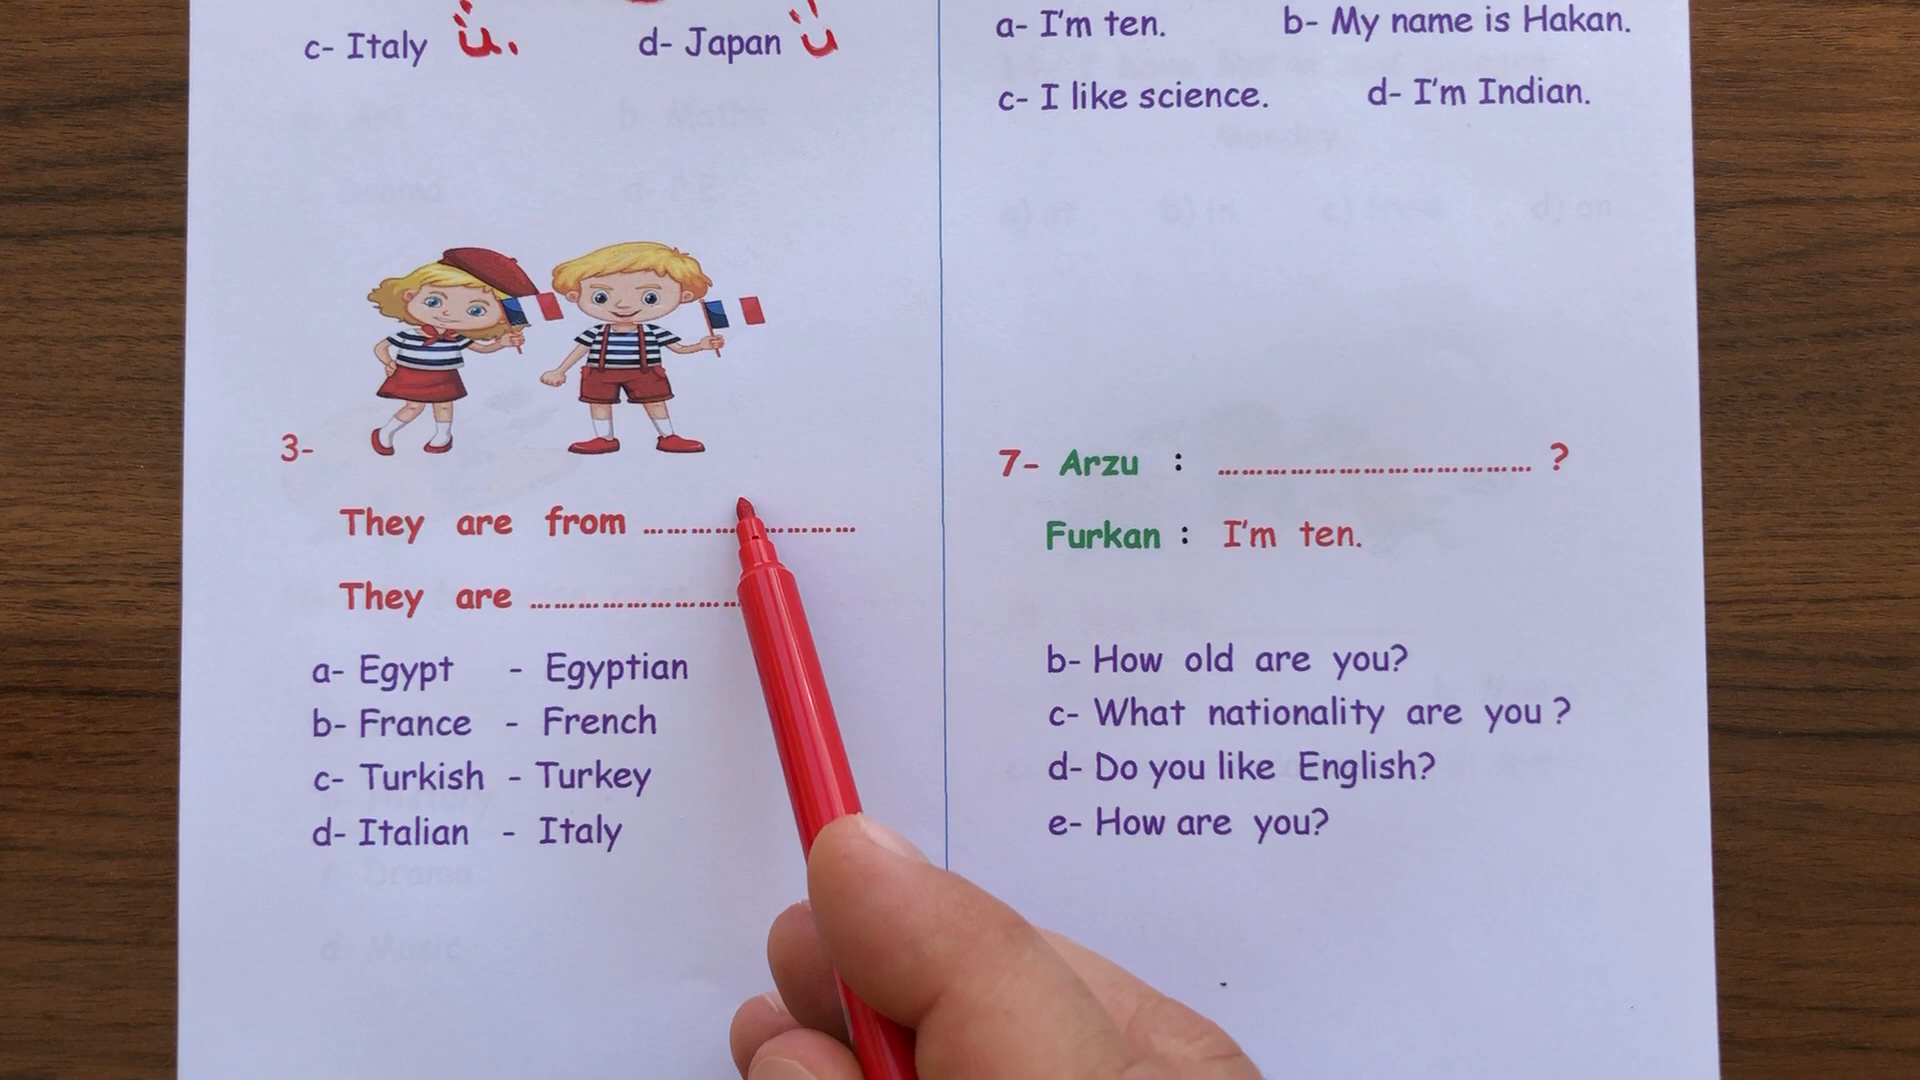 c- Italy ü. d- Japan ü
3-
They are from ........................
They are ........................
a- Egypt - Egyptian
b- France - French
c- Turkish - Turkey
d- Italian - Italy
a- I'm ten. b- My name is Hakan.
c- I like science. d- I'm Indian.
7- Arzu : .................................... ?
Furkan : I'm ten.
b- How old are you?
c- What nationality are you ?
d- Do you like English?
e- How are you?